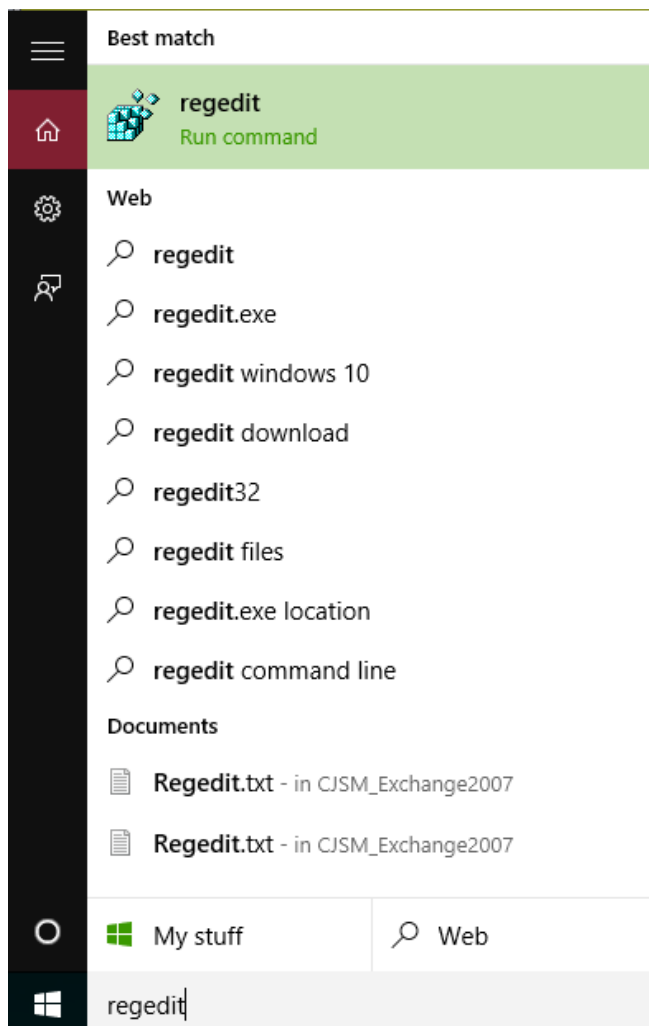 Best match
regedit
Run command
Web
regedit
regedit.exe
regedit windows 10
regedit download
regedit32
regedit files
regedit.exe location
regedit command line
Documents
Regedit.txt - in CJSM_Exchange2007
Regedit.txt - in CJSM_Exchange2007
My stuff Web
regedit